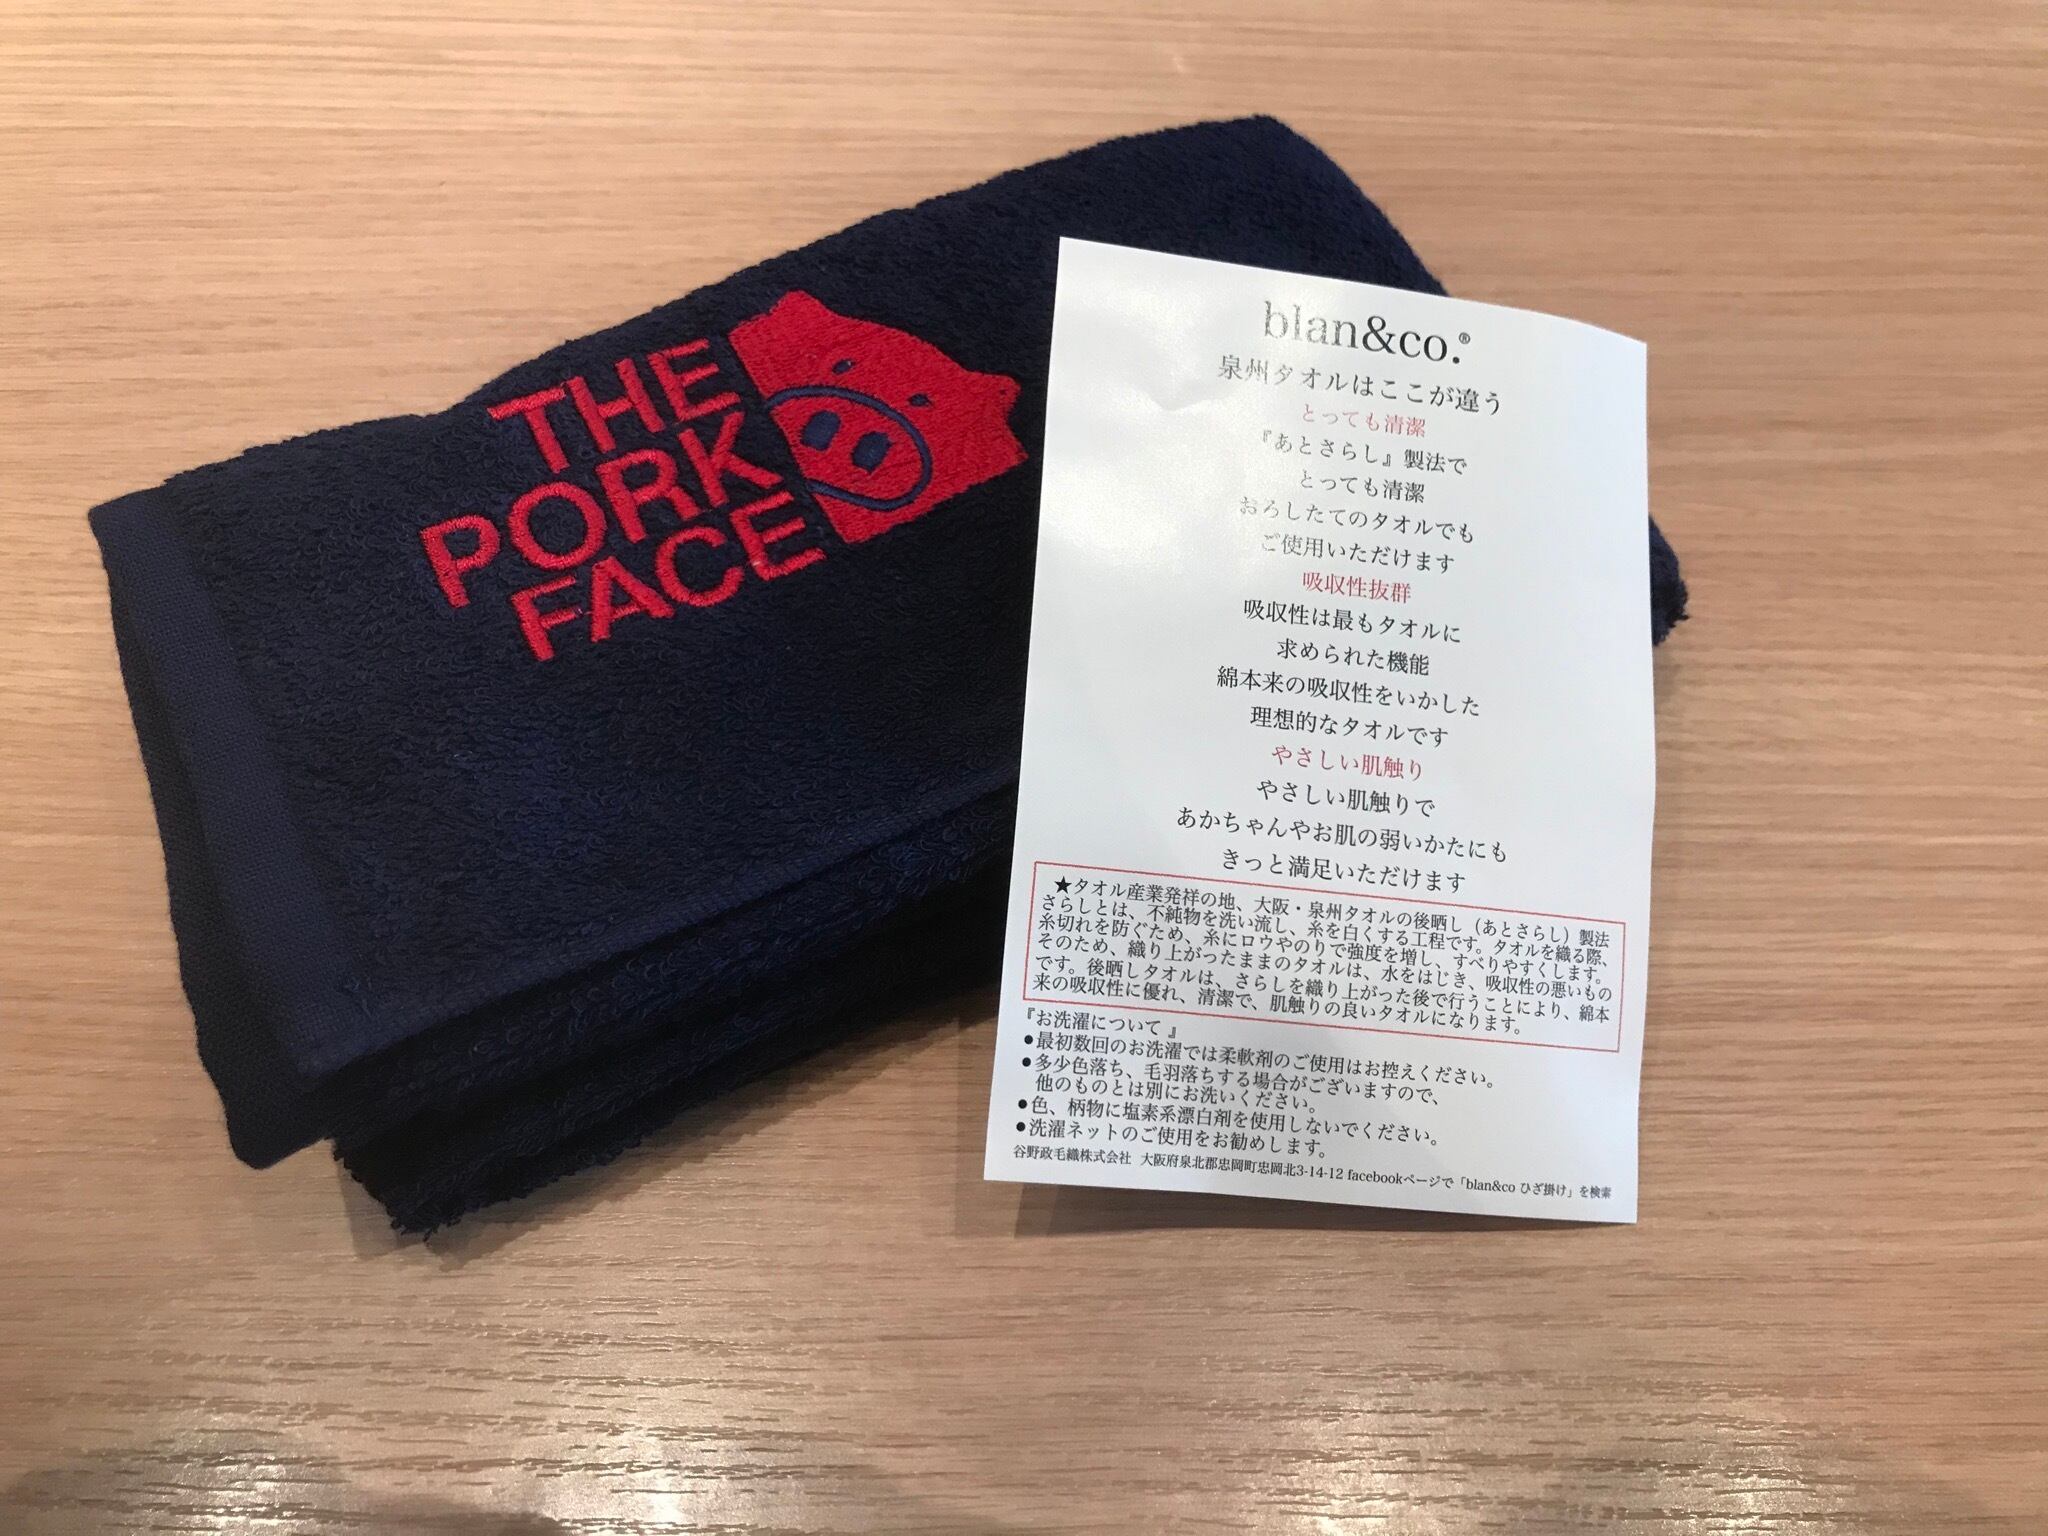 THE
PORK
FACE
blan&co.®
泉州タオルはここが違う
とっても清潔
『あとさらし』製法で
とっても清潔
おろしたてのタオルでも
ご使用いただけます
吸収性抜群
吸収性は最もタオルに
求められた機能
綿本来の吸収性をいかした
理想的なタオルです
やさしい肌触り
やさしい肌触りで
あかちゃんやお肌の弱いかたにも
きっと満足いただけます
★タオル産業発祥の地、大阪・泉州タオルの後晒し（あとさらし）製法
さらしとは、不純物を洗い流し、糸を白くする工程です。タオルを織る際、
糸切れを防ぐため、糸にロウやのりで強度を増し、すべりやすくします。
そのため、織り上がったままのタオルは、水をはじき、吸収性の悪いもの
です。後晒しタオルは、さらしを織り上がった後で行うことにより、綿本
来の吸収性に優れ、清潔で、肌触りの良いタオルになります。
『お洗濯について』
●最初数回のお洗濯では柔軟剤のご使用はお控えください。
●多少色落ち、毛羽落ちする場合がございますので、
他のものとは別にお洗いください。
●色、柄物に塩素系漂白剤を使用しないでください。
●洗濯ネットのご使用をお勧めします。
谷野政毛織株式会社 大阪府泉北郡忠岡町忠岡北3-14-12 facebookページで「blan&co ひざ掛け」を検索